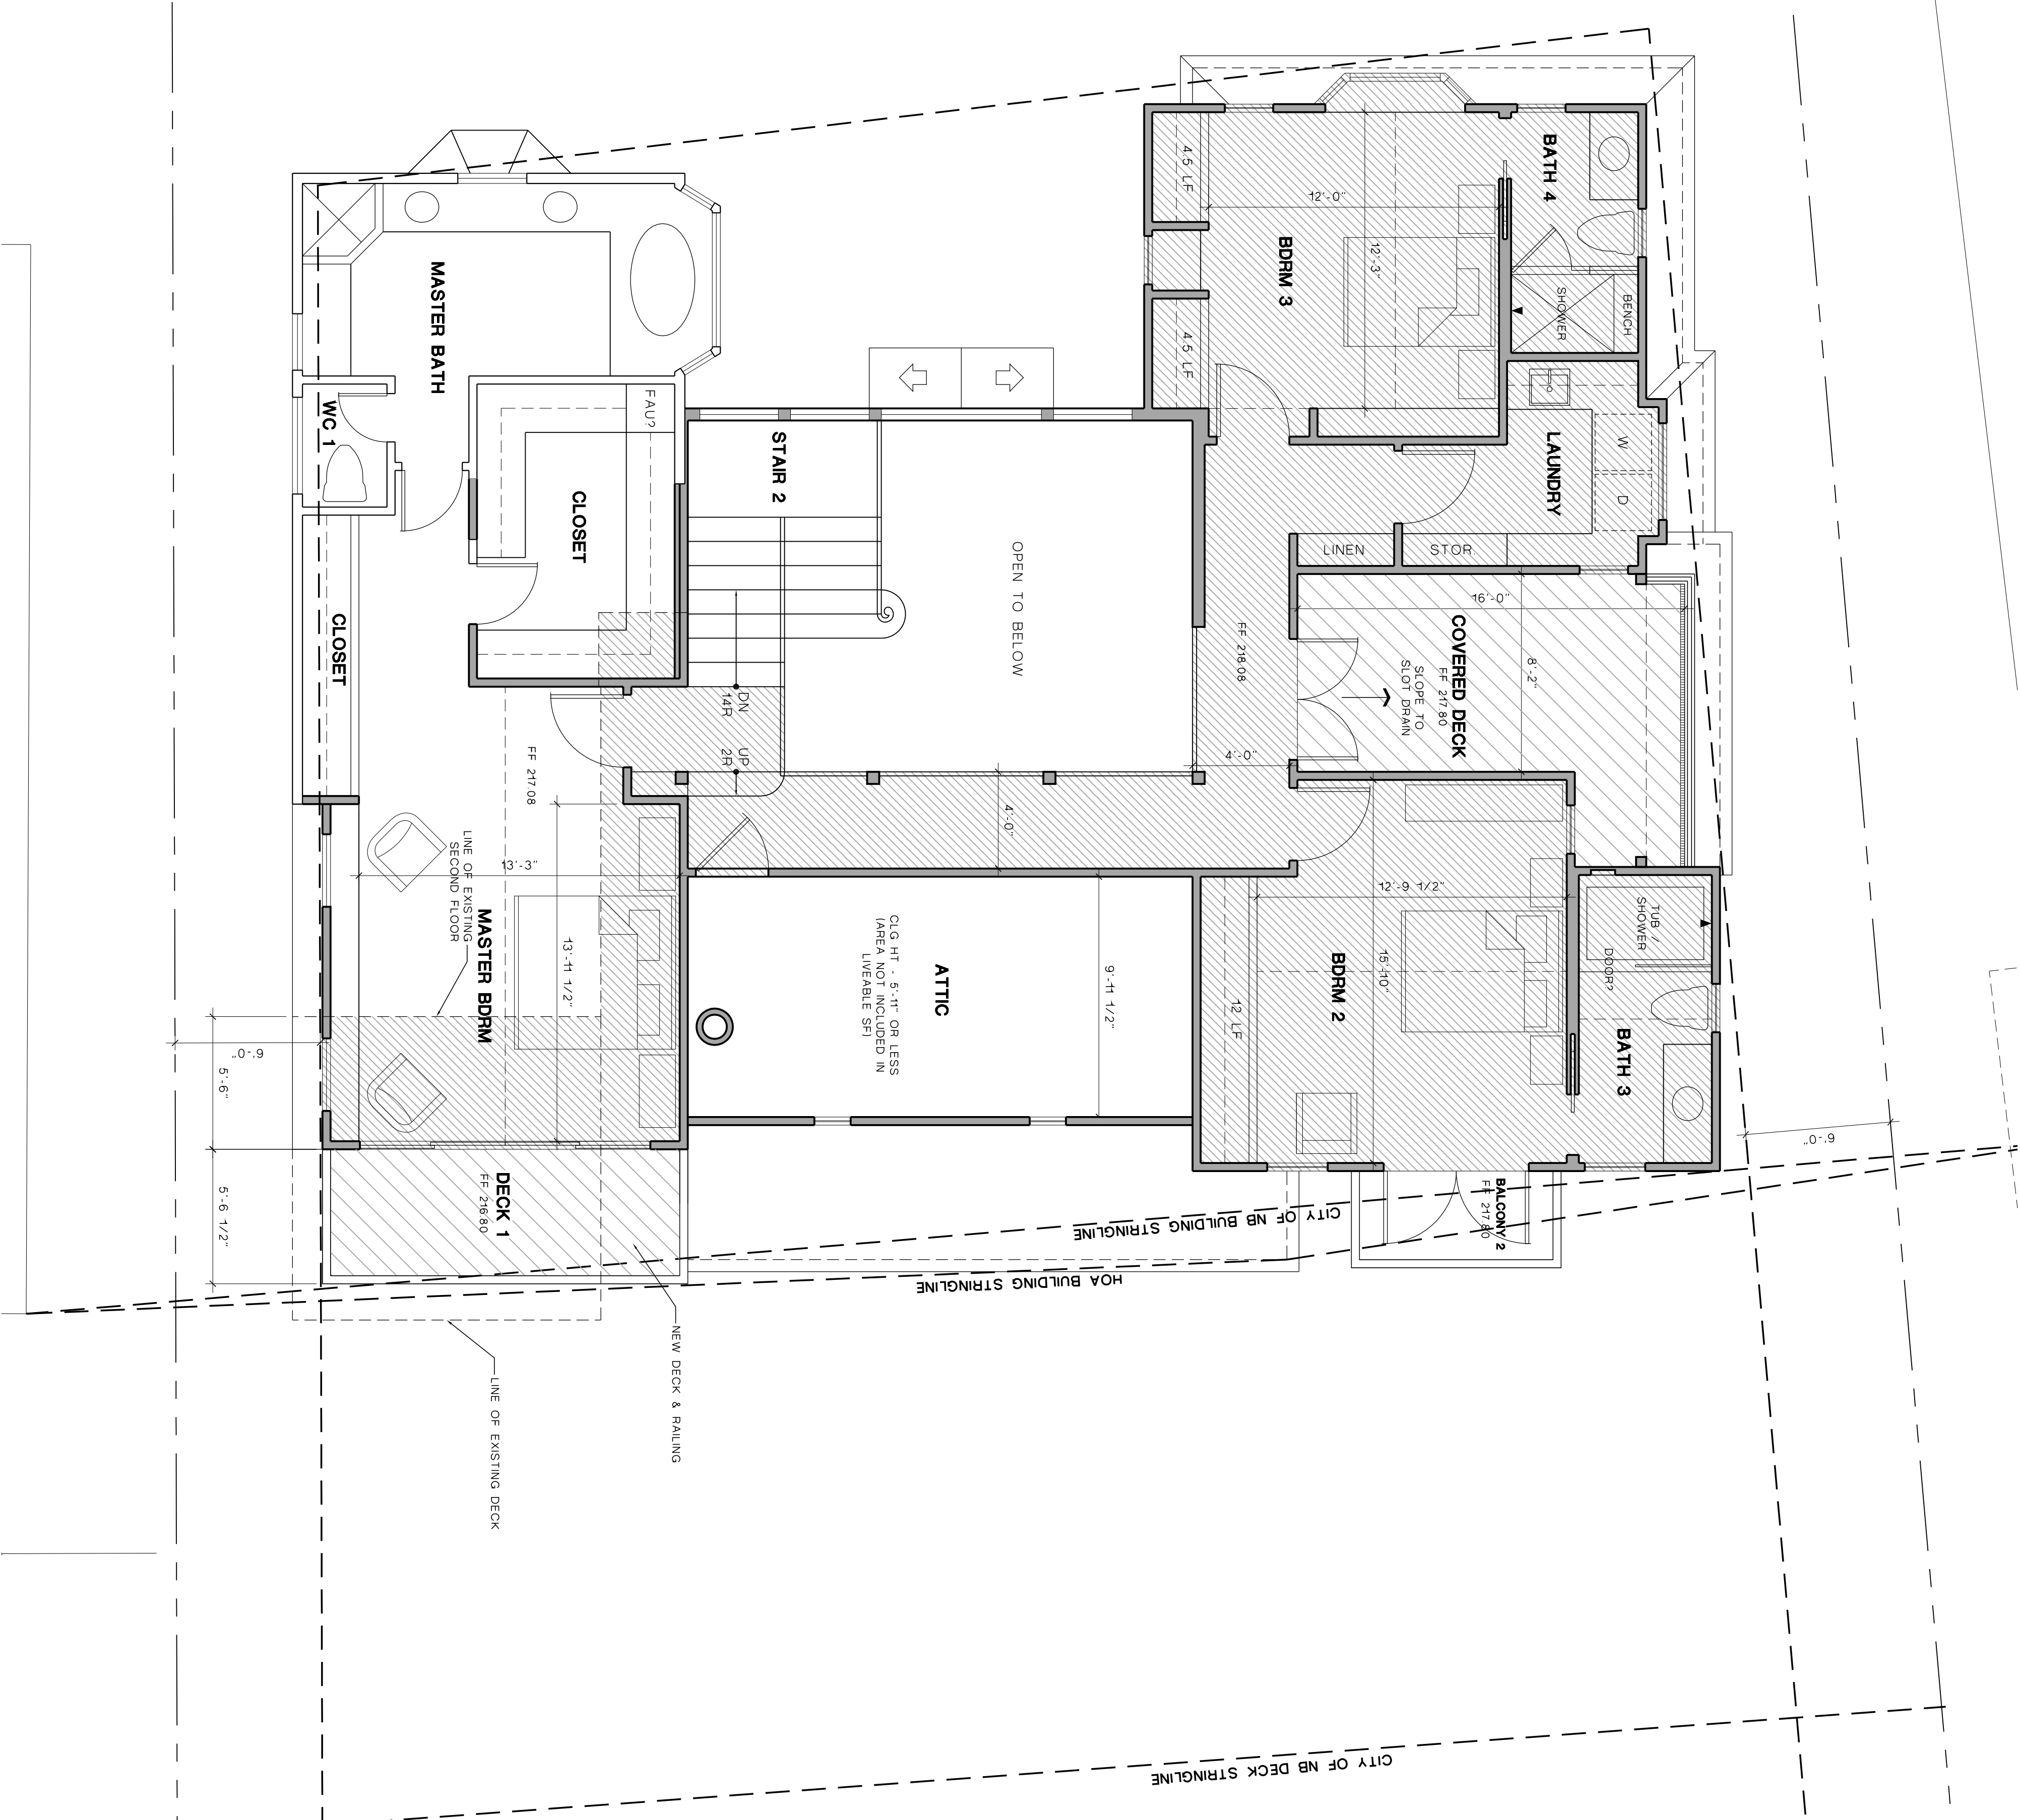 BATH 4
4.5 LF
12'-0"
12'-3"
BDRM 3
BENCH
SHOWER
4.5 LF
MASTER BATH
FAU?
WC 1
STAIR 2
W
D
LAUNDRY
CLOSET
LINEN
STOR.
OPEN TO BELOW
16'-0"
COVERED DECK
FF 217.80
SLOPE TO
SLOT DRAIN
8'-2"
FF 218.08
CLOSET
DN
14R
UP
2R
4'-0"
FF 217.08
4'-0"
LINE OF EXISTING
SECOND FLOOR
13'-3"
MASTER BDRM
13'-11 1/2"
ATTIC
CLG HT - 5'-11" OR LESS
(AREA NOT INCLUDED IN
LIVEABLE SF)
9'-11 1/2"
12'-9 1/2"
BDRM 2
15'-10"
12 LF
TUB /
SHOWER
DOOR?
BATH 3
6'-0"
5'-6"
5'-6 1/2"
6'-0"
DECK 1
FF 216.80
BALCONY 2
FF 217.80
CITY OF NB BUILDING STRINGLINE
HOA BUILDING STRINGLINE
NEW DECK & RAILING
LINE OF EXISTING DECK
CITY OF NB DECK STRINGLINE